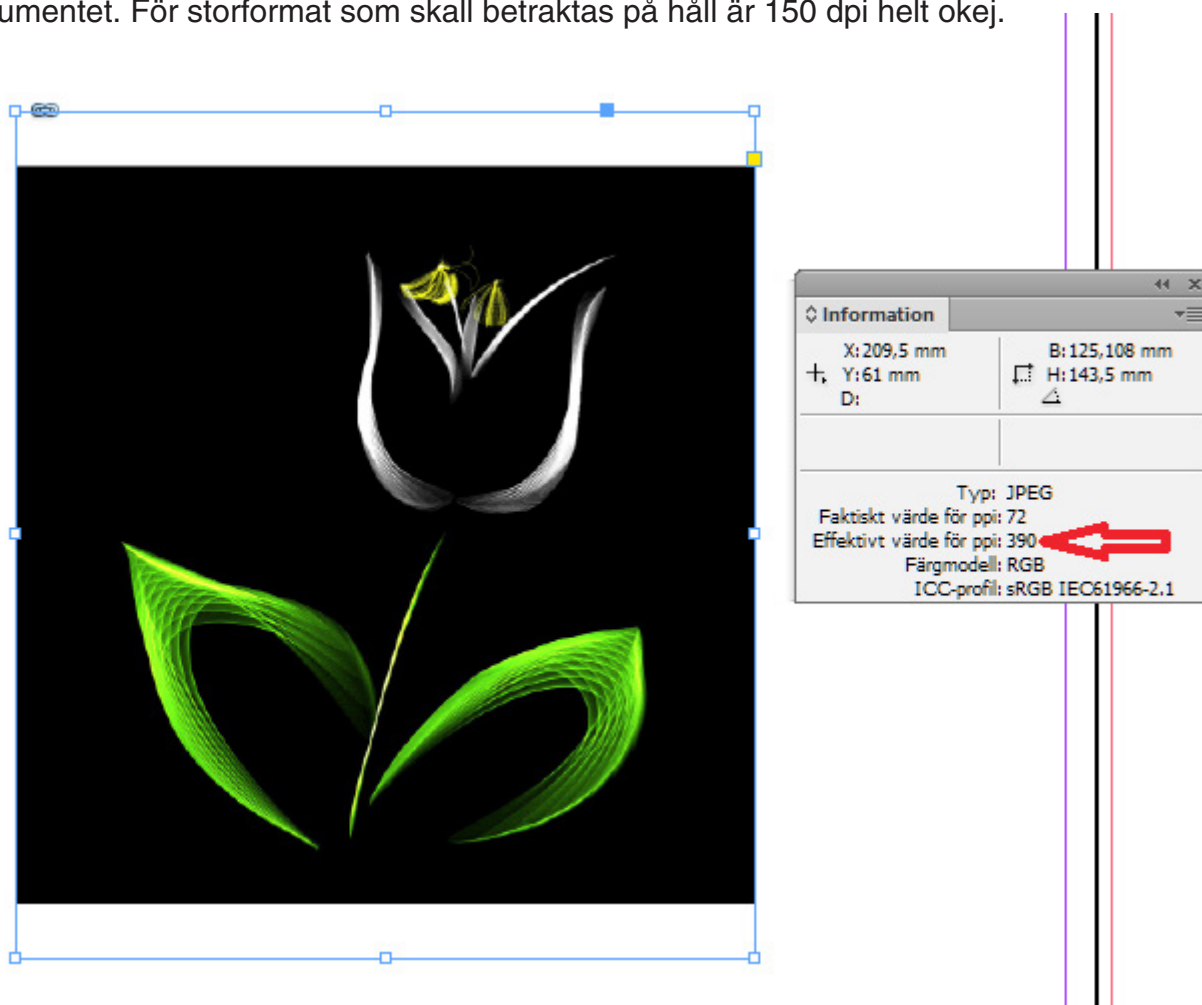 umentet. För storformat som skall betraktas på håll är 150 dpi helt okej.
Information
X: 209,5 mm
Y: 61 mm
D:
B: 125,108 mm
H: 143,5 mm
Typ: JPEG
Faktiskt värde för ppi: 72
Effektivt värde för ppi: 390
Färgmodell: RGB
ICC-profil: sRGB IEC61966-2.1